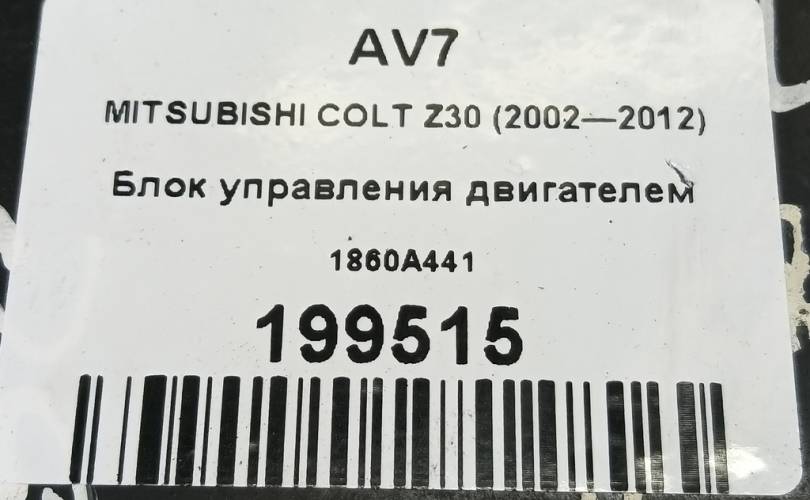 AV7
MITSUBISHI COLT Z30 (2002—2012)
Блок управления двигателем
1860A441
199515